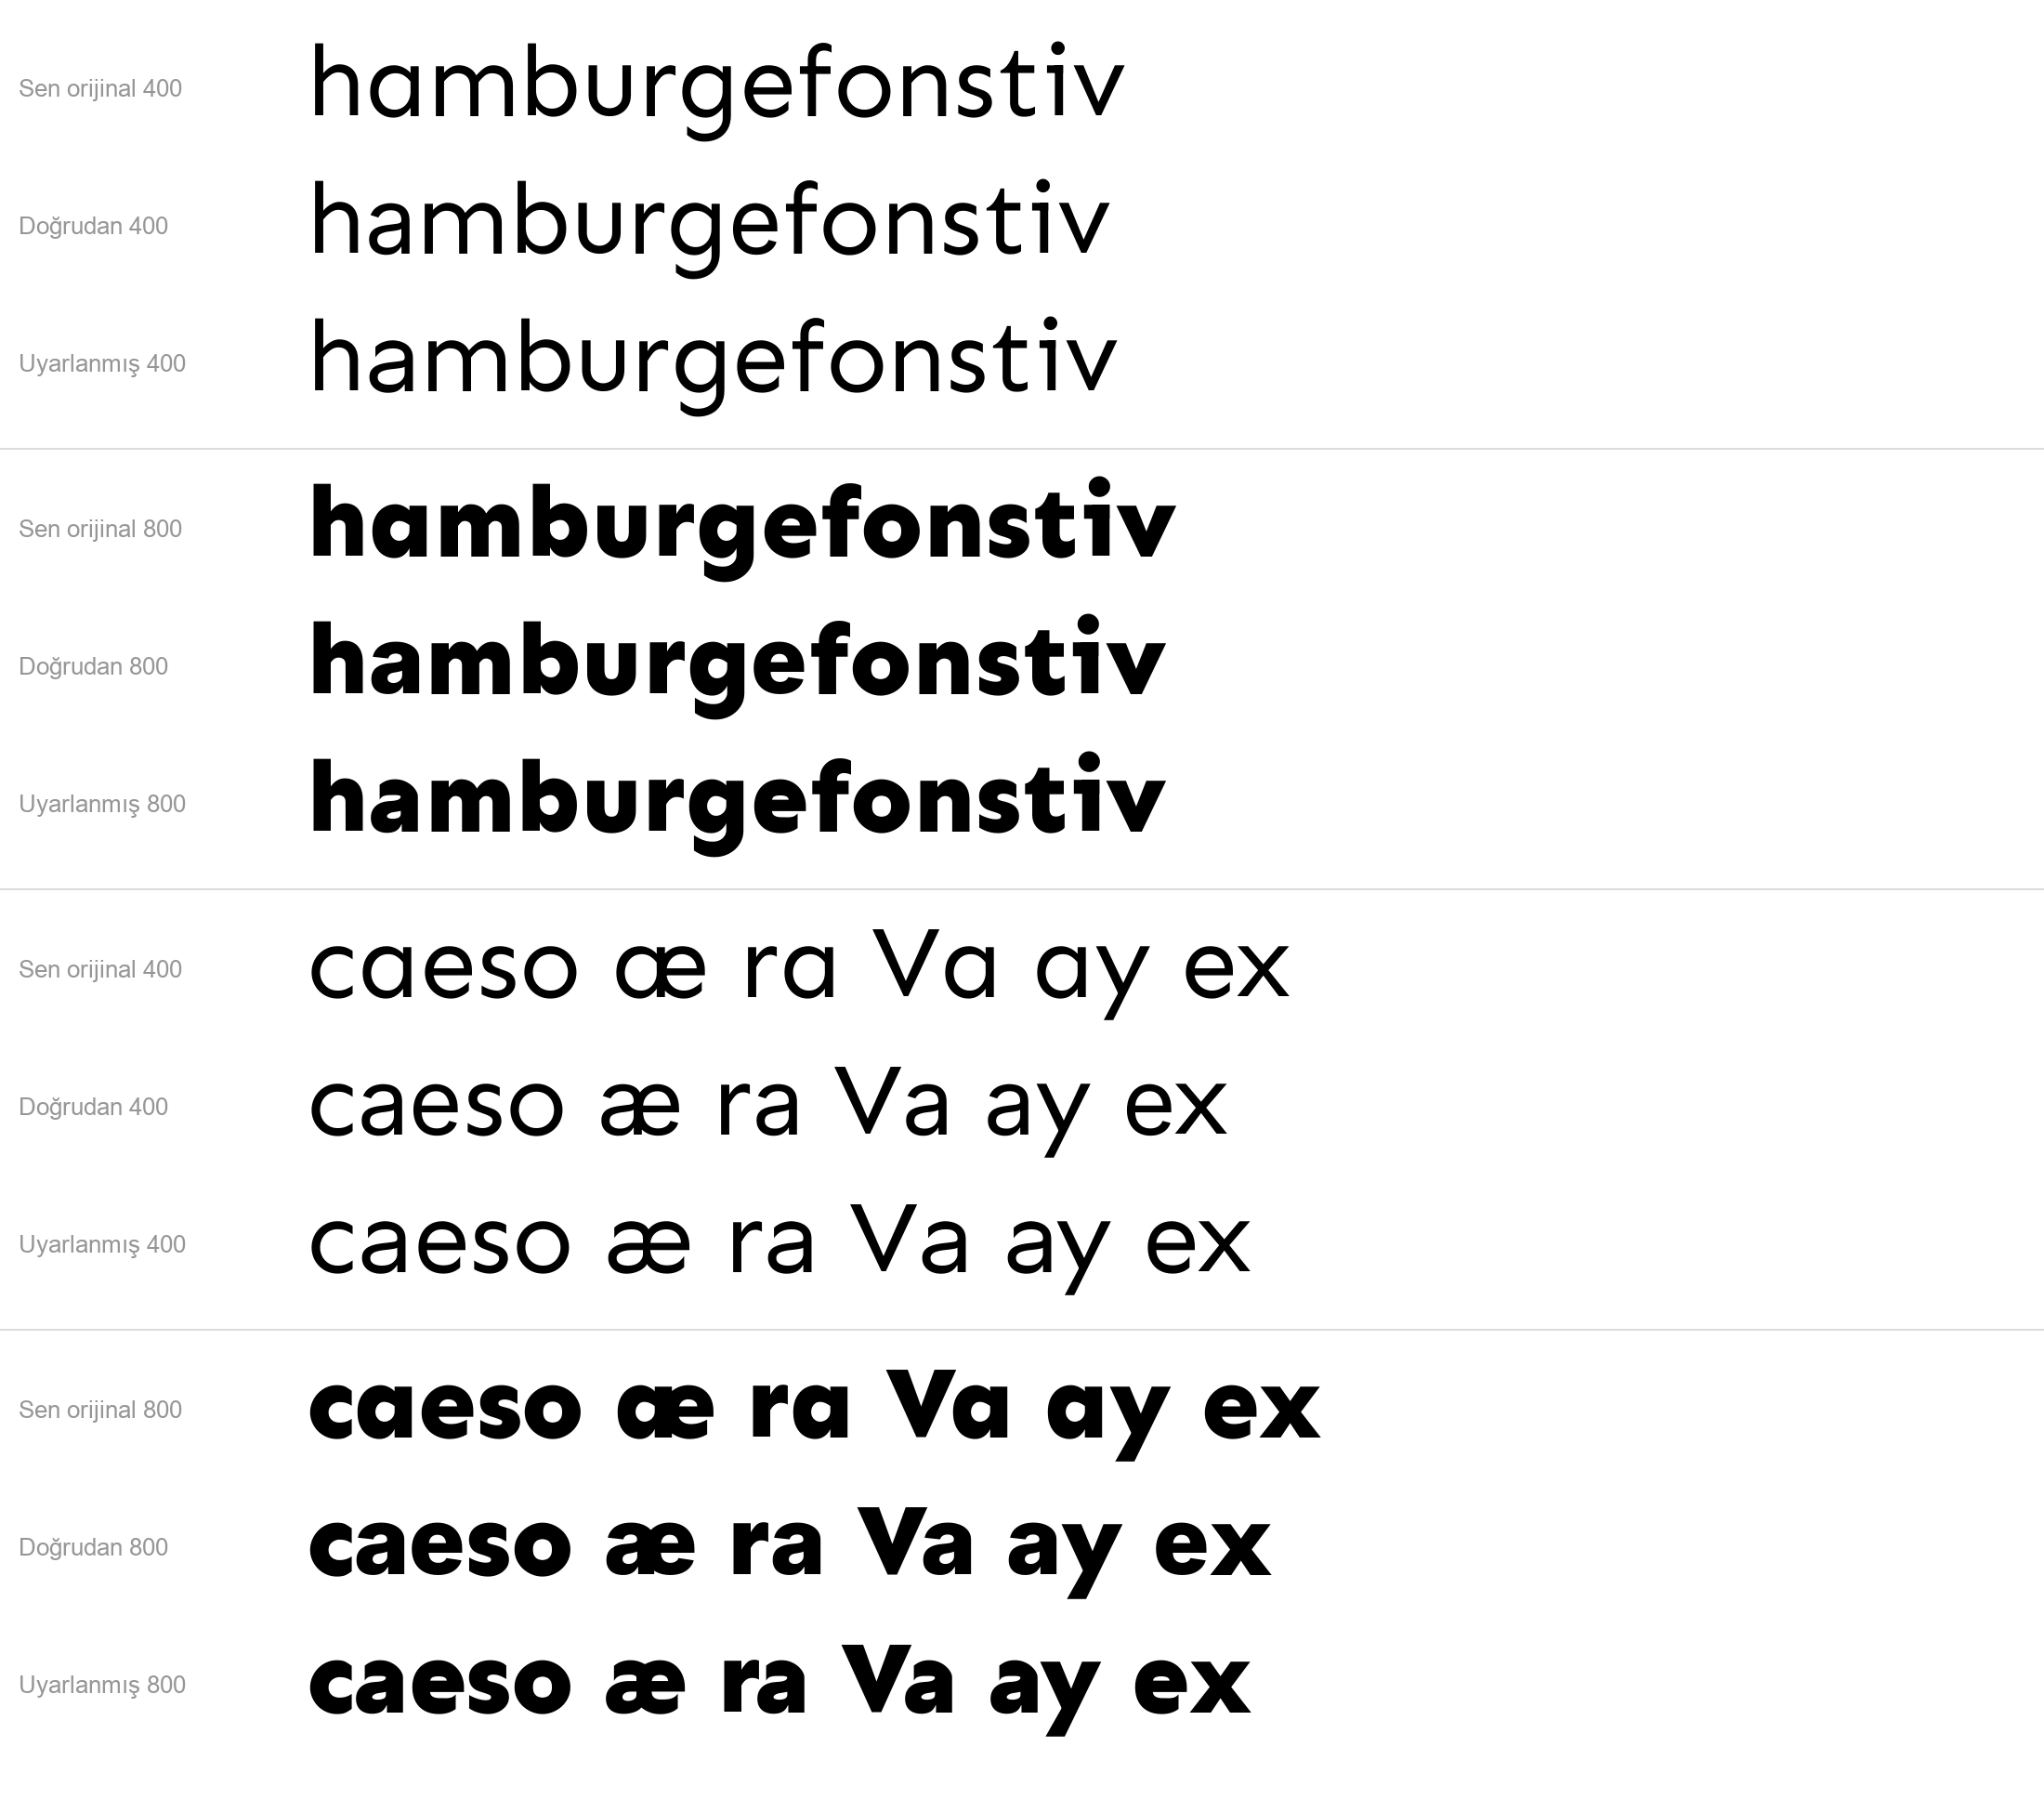 Sen orijinal 400 hamburgefonstiv
Doğrudan 400 hamburgefonstiv
Uyarlanmış 400 hamburgefonstiv
Sen orijinal 800 hamburgefonstiv
Doğrudan 800 hamburgefonstiv
Uyarlanmış 800 hamburgefonstiv
Sen orijinal 400 caeso æ ra Va ay ex
Doğrudan 400 caeso æ ra Va ay ex
Uyarlanmış 400 caeso æ ra Va ay ex
Sen orijinal 800 caeso æ ra Va ay ex
Doğrudan 800 caeso æ ra Va ay ex
Uyarlanmış 800 caeso æ ra Va ay ex